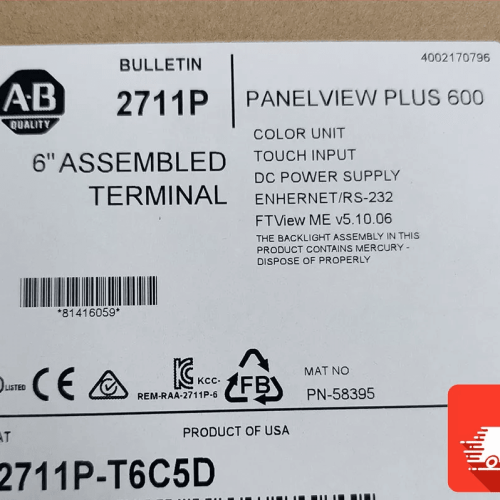 4002170796
A-B
QUALITY
BULLETIN
2711P
PANELVIEW PLUS 600
6" ASSEMBLED
TERMINAL
COLOR UNIT
TOUCH INPUT
DC POWER SUPPLY
ENHERNET/RS-232
FTView ME v5.10.06
THE BACKLIGHT ASSEMBLY IN THIS
PRODUCT CONTAINS MERCURY -
DISPOSE OF PROPERLY
*81416059*
LISTED
CE
KCC-
REM-RAA-2711P-6
FB
MAT NO
PN-58395
AT
PRODUCT OF USA
2711P-T6C5D